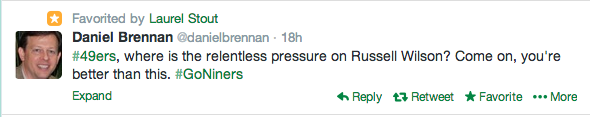 Favorited by Laurel Stout
Daniel Brennan @danielbrennan · 18h
#49ers, where is the relentless pressure on Russell Wilson? Come on, you're
better than this. #GoNiners
Expand Reply Retweet Favorite More